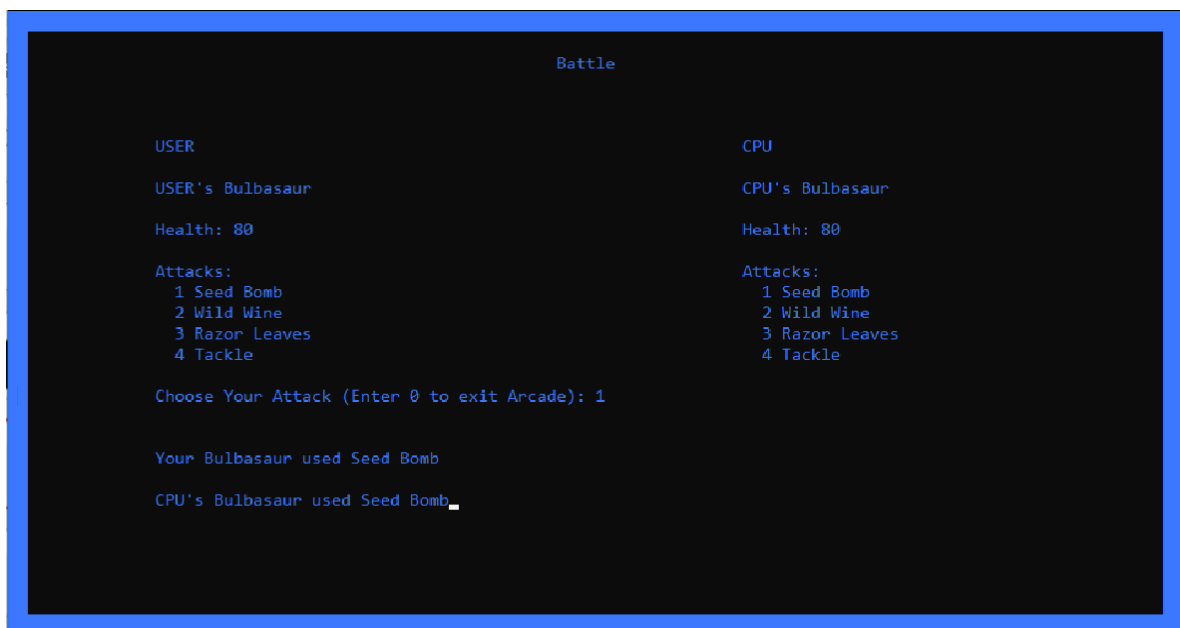 Battle
USER CPU
USER's Bulbasaur CPU's Bulbasaur
Health: 80 Health: 80
Attacks: Attacks:
1 Seed Bomb 1 Seed Bomb
2 Wild Wine 2 Wild Wine
3 Razor Leaves 3 Razor Leaves
4 Tackle 4 Tackle
Choose Your Attack (Enter 0 to exit Arcade): 1
Your Bulbasaur used Seed Bomb
CPU's Bulbasaur used Seed Bomb